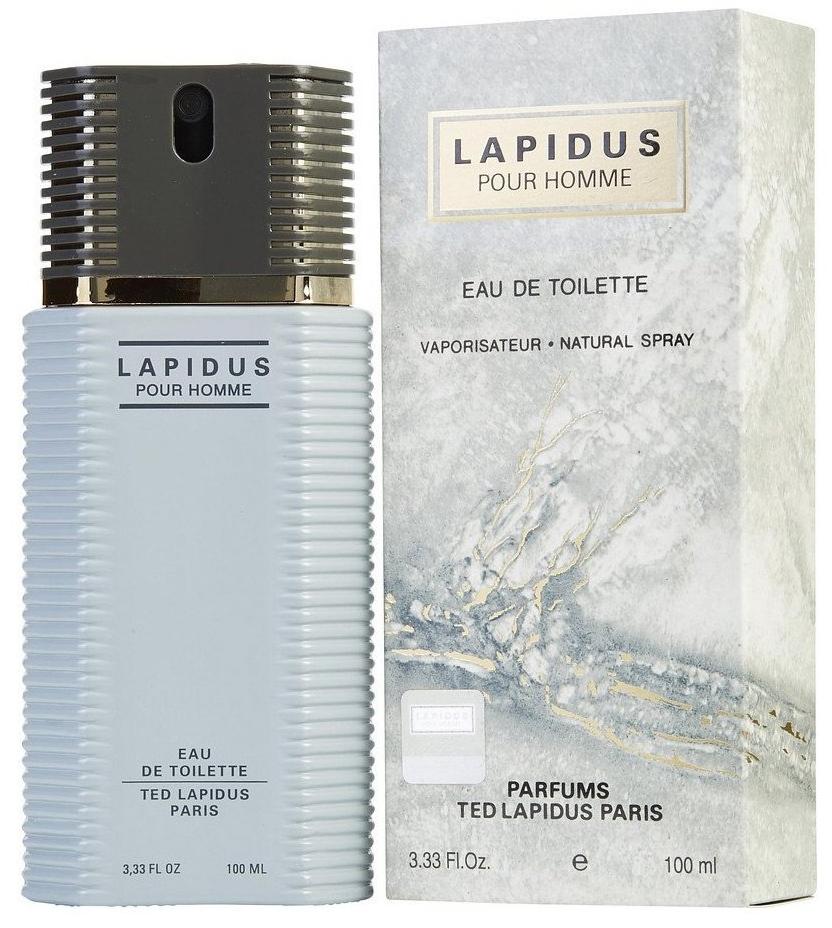 LAPIDUS
POUR HOMME
EAU
DE TOILETTE
TED LAPIDUS
PARIS
3,33 FL OZ 100 ML
LAPIDUS
POUR HOMME
EAU DE TOILETTE
VAPORISATEUR • NATURAL SPRAY
LAPIDUS
PARFUMS
TED LAPIDUS PARIS
3.33 Fl.Oz. e 100 ml